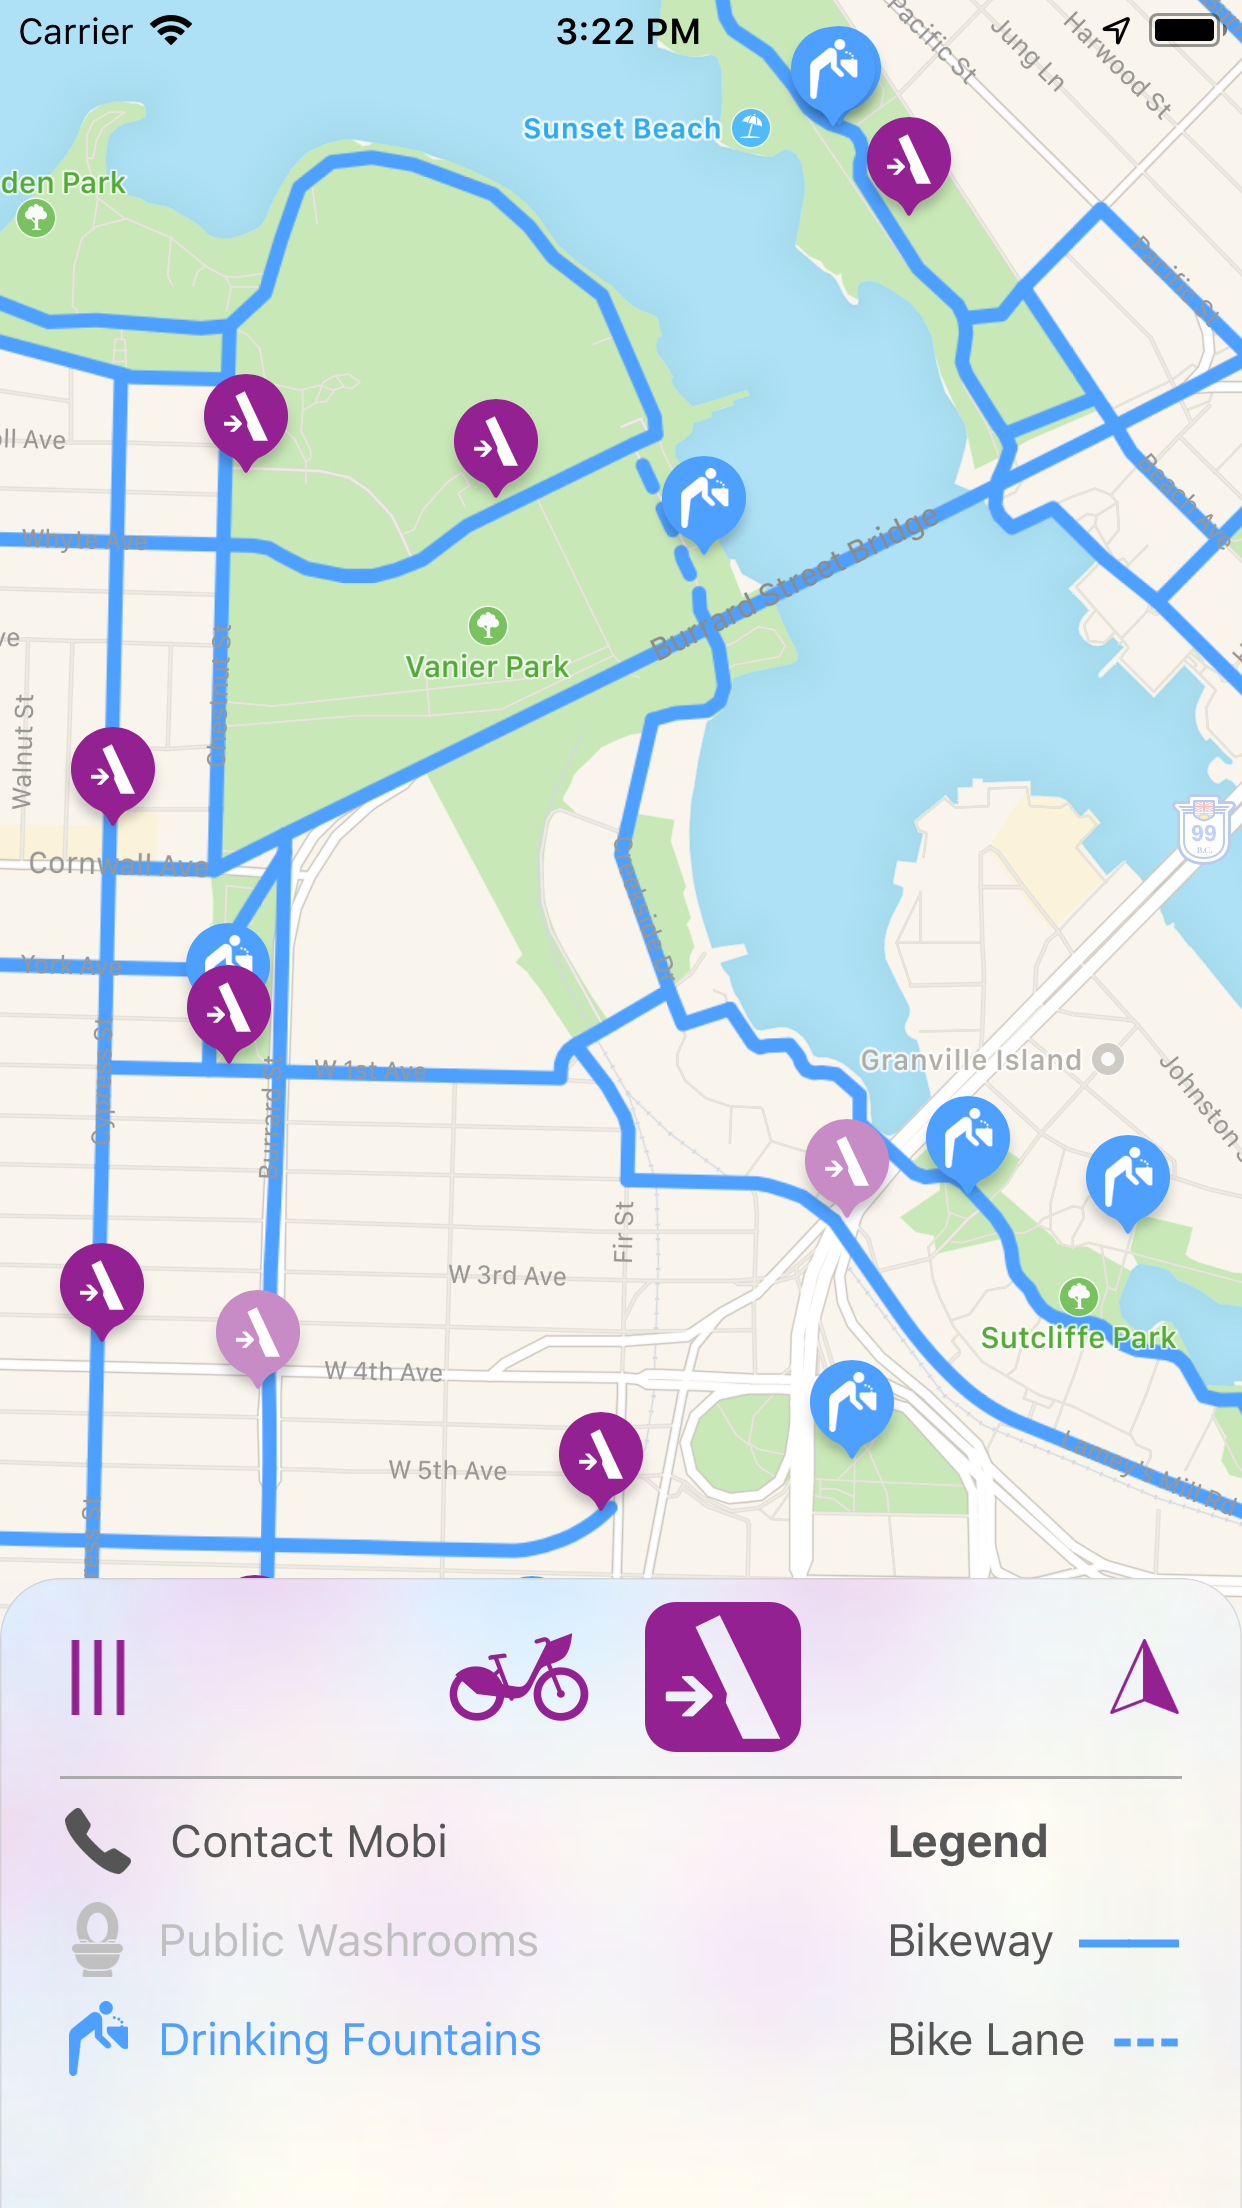 Carrier
3:22 PM
Pacific St
Jung Ln
Harwood St
Sunset Beach
den Park
Pacific St
oll Ave
Beach Ave
Whyte Ave
Burrard Street Bridge
Vanier Park
Chestnut St
Walnut St
99
B.C.
Cornwall Ave
Creekside Dr
York Ave
Cypress St
Burrard St
W 1st Ave
Granville Island
Johnston S
Fir St
W 3rd Ave
Sutcliffe Park
W 4th Ave
W 5th Ave
Lamey's Mill Rd
ress St
Contact Mobi
Legend
Public Washrooms
Bikeway
Drinking Fountains
Bike Lane